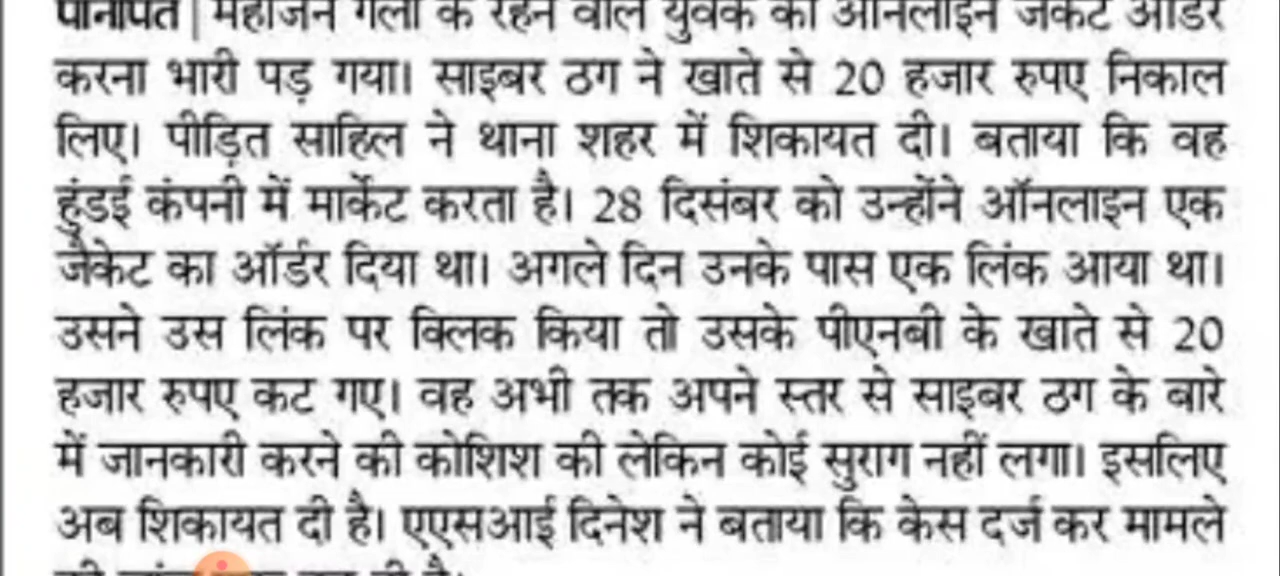 पानीपत | महाजन गली के रहने वाले युवक को ऑनलाइन जैकेट ऑर्डर
करना भारी पड़ गया। साइबर ठग ने खाते से 20 हजार रुपए निकाल
लिए। पीड़ित साहिल ने थाना शहर में शिकायत दी। बताया कि वह
हुंडई कंपनी में मार्केट करता है। 28 दिसंबर को उन्होंने ऑनलाइन एक
जैकेट का ऑर्डर दिया था। अगले दिन उनके पास एक लिंक आया था।
उसने उस लिंक पर क्लिक किया तो उसके पीएनबी के खाते से 20
हजार रुपए कट गए। वह अभी तक अपने स्तर से साइबर ठग के बारे
में जानकारी करने की कोशिश की लेकिन कोई सुराग नहीं लगा। इसलिए
अब शिकायत दी है। एएसआई दिनेश ने बताया कि केस दर्ज कर मामले